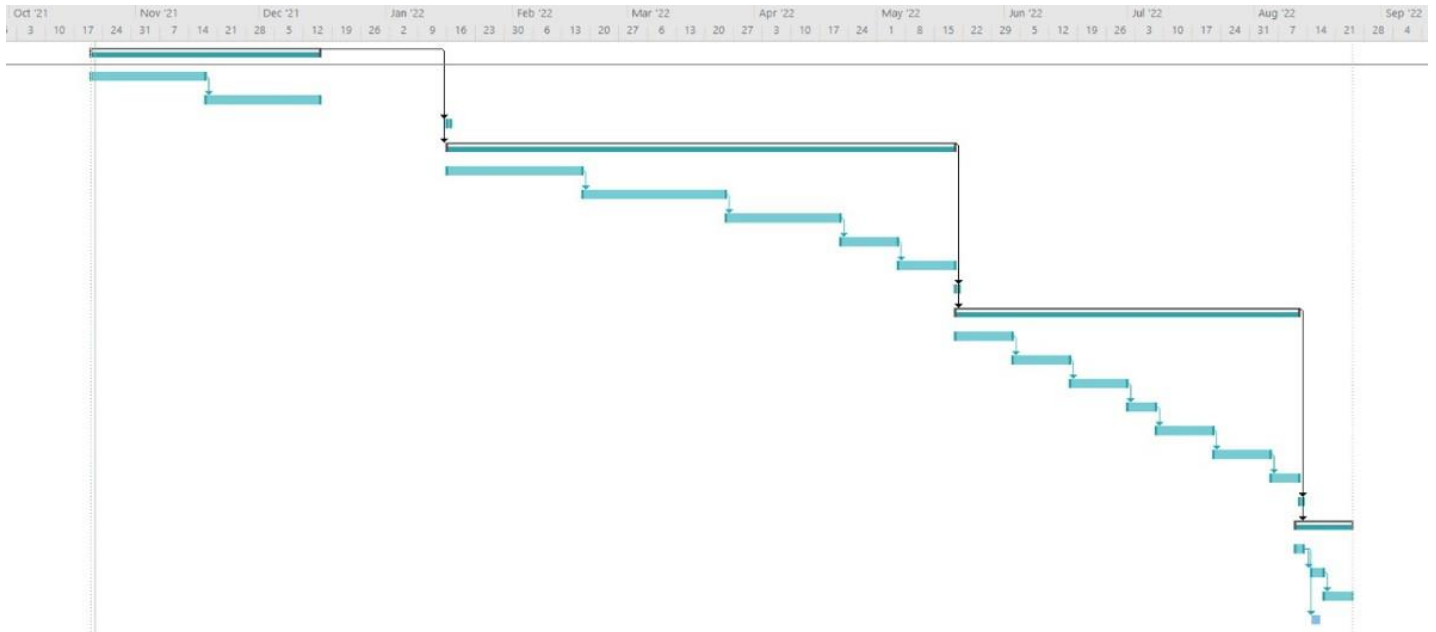 Oct '21 Nov '21 Dec '21 Jan '22 Feb '22 Mar '22 Apr '22 May '22 Jun '22 Jul '22 Aug '22 Sep '22
3 10 17 24 31 7 14 21 28 5 12 19 26 2 9 16 23 30 6 13 20 27 6 13 20 27 3 10 17 24 1 8 15 22 29 5 12 19 26 3 10 17 24 31 7 14 21 28 4